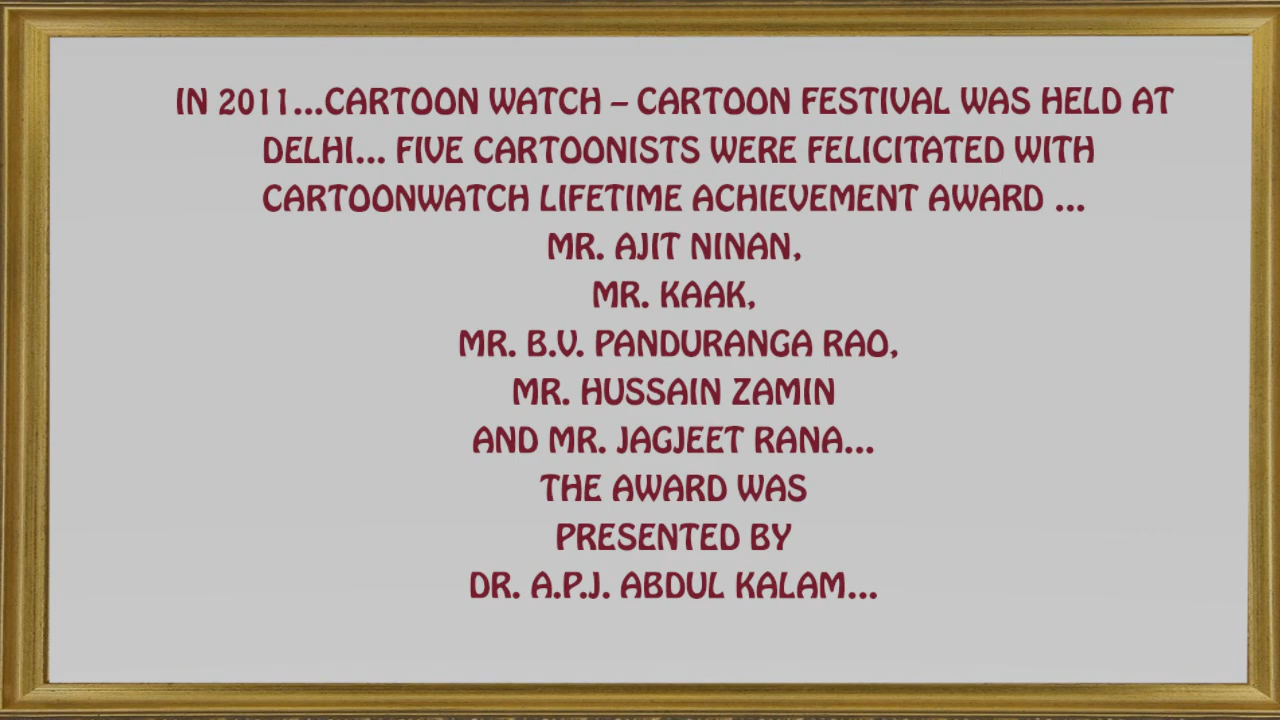 IN 2011...CARTOON WATCH – CARTOON FESTIVAL WAS HELD AT
DELHI... FIVE CARTOONISTS WERE FELICITATED WITH
CARTOONWATCH LIFETIME ACHIEVEMENT AWARD ...
MR. AJIT NINAN,
MR. KAAK,
MR. B.V. PANDURANGA RAO,
MR. HUSSAIN ZAMIN
AND MR. JAGJEET RANA...
THE AWARD WAS
PRESENTED BY
DR. A.P.J. ABDUL KALAM...